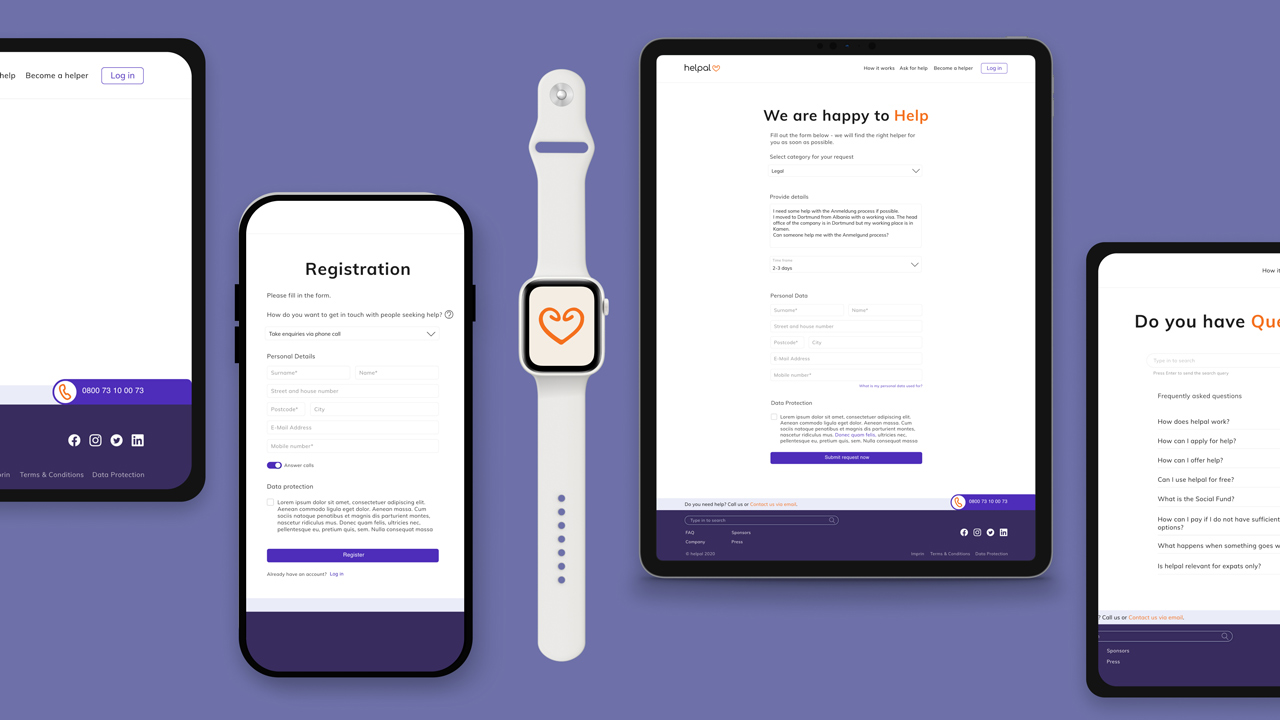 help Become a helper Log in
0800 73 10 00 73
Terms & Conditions Data Protection
Registration
Please fill in the form.
How do you want to get in touch with people seeking help? ?
Take enquiries via phone call
Personal Details
Surname* Name*
Street and house number
Postcode* City
E-Mail Address
Mobile number*
Answer calls
Data protection
Lorem ipsum dolor sit amet, consectetuer adipiscing elit.
Aenean commodo ligula eget dolor. Aenean massa. Cum
sociis natoque penatibus et magnis dis parturient montes,
nascetur ridiculus mus. Donec quam felis, ultricies nec,
pellentesque eu, pretium quis, sem. Nulla consequat massa
Register
Already have an account? Log in
helpal
How it works Ask for help Become a helper Log in
We are happy to Help
Fill out the form below – we will find the right helper for
you as soon as possible.
Select category for your request
Legal
Provide details
I need some help with the Anmeldung process if possible.
I moved to Dortmund from Albania with a working visa. The head
office of the company is in Dortmund but my working place is in
Kamen.
Can someone help me with the Anmelgund process?
Time frame
2-3 days
Personal Data
Surname* Name*
Street and house number
Postcode* City
E-Mail Address
Mobile number*
What is my personal data used for?
Data Protection
Lorem ipsum dolor sit amet, consectetuer adipiscing elit.
Aenean commodo ligula eget dolor. Aenean massa. Cum
sociis natoque penatibus et magnis dis parturient montes,
nascetur ridiculus mus. Donec quam felis, ultricies nec,
pellentesque eu, pretium quis, sem. Nulla consequat massa
Submit request now
Do you need help? Call us or Contact us via email.
0800 73 10 00 73
Type in to search
FAQ Sponsors
Company Press
© helpal 2020 Imprin Terms & Conditions Data Protection
How it
Do you have Que
Type in to search
Press Enter to send the search query
Frequently asked questions
How does helpal work?
How can I apply for help?
How can I offer help?
Can I use helpal for free?
What is the Social Fund?
How can I pay if I do not have sufficient
options?
What happens when something goes w
Is helpal relevant for expats only?
? Call us or Contact us via email.
Sponsors
Press